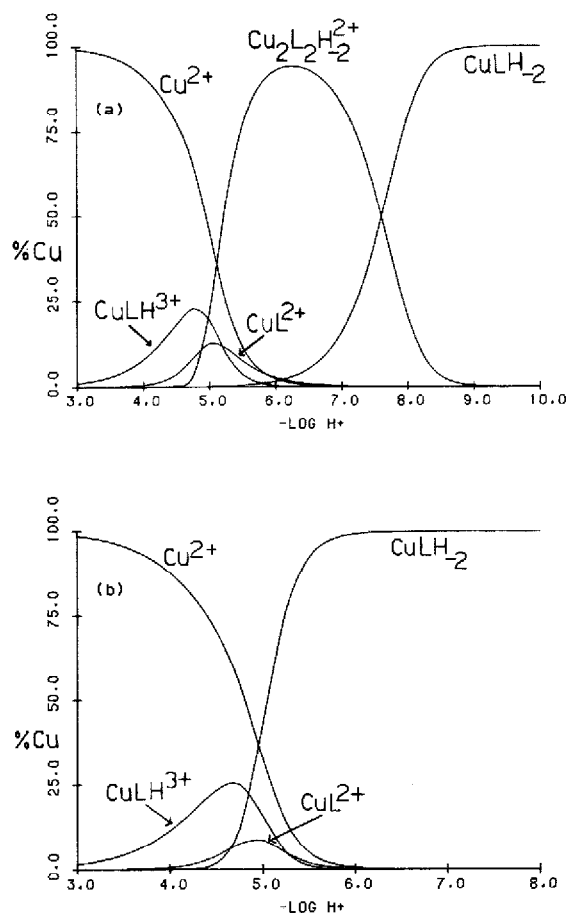 100.0
Cu2+
Cu2L2H-2 2+
CuLH-2
(a)
75.0
50.0
%Cu
25.0
CuLH3+
CuL2+
0.0
3.0 4.0 5.0 6.0 7.0 8.0 9.0 10.0
-LOG H+
100.0
Cu2+
CuLH-2
(b)
75.0
50.0
%Cu
25.0
CuLH3+
CuL2+
0.0
3.0 4.0 5.0 6.0 7.0 8.0
-LOG H+